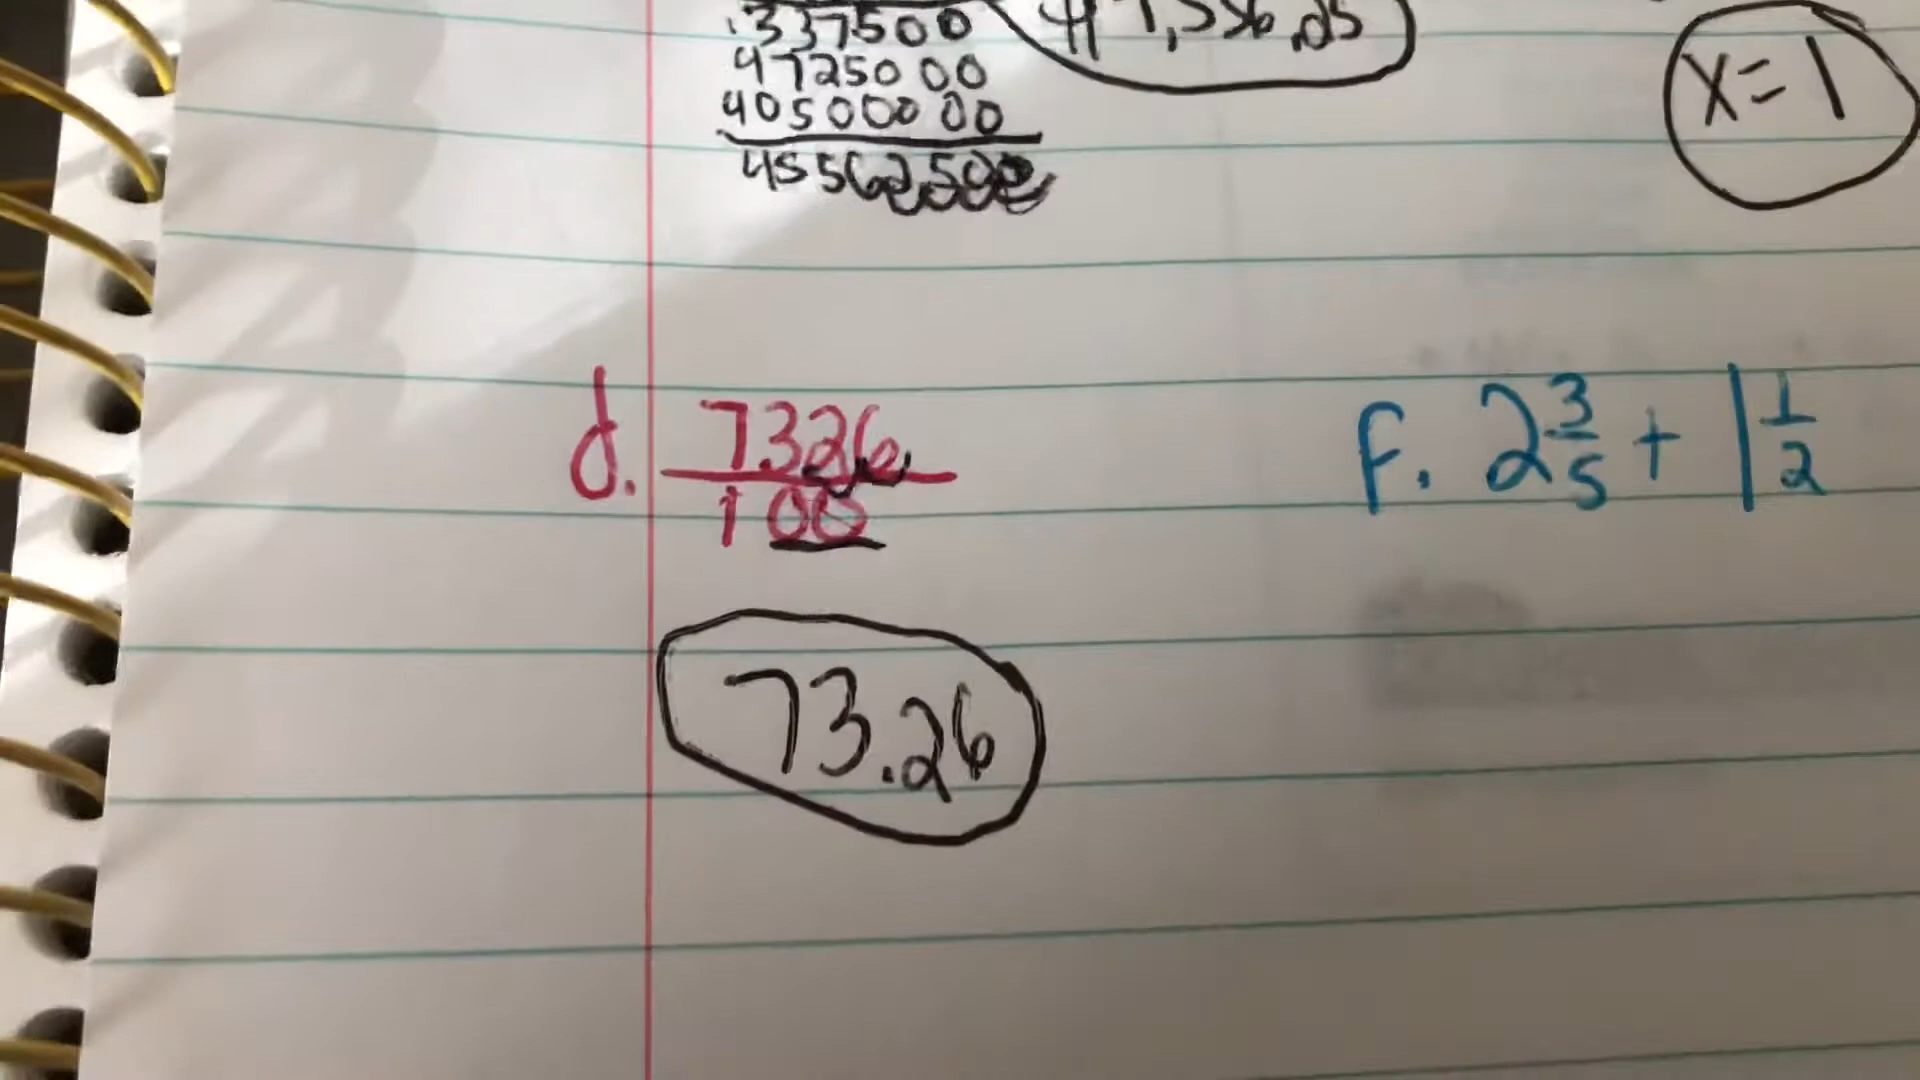 337500
4725000
40500000
45562500
x=1
d. 7326
100
73.26
f. 2 3/5 + 1 1/2